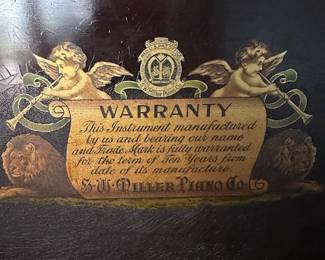 WARRANTY
This Instrument manufactured
by us and bearing our name
and Trade Mark is fully warranted
for the term of Ten Years from
date of its manufacture.
S.W. Miller Piano Co.